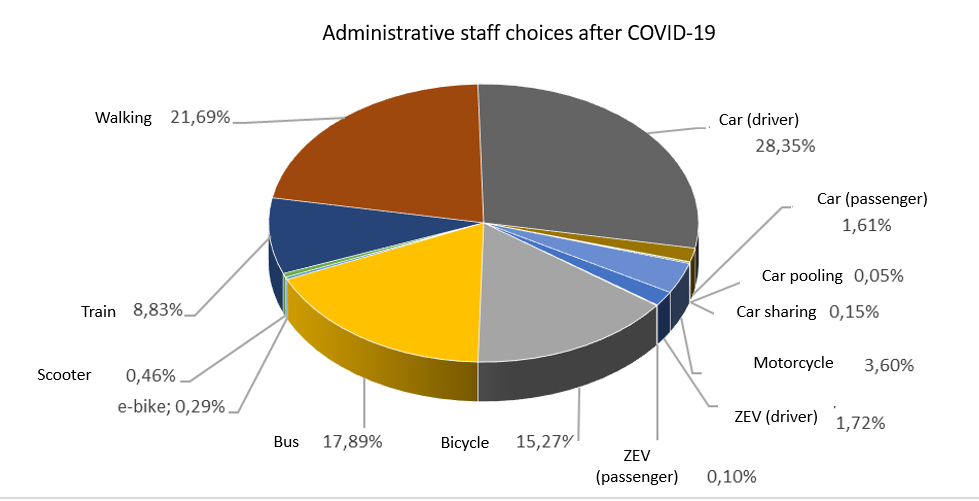 Administrative staff choices after COVID-19
Walking 21,69%
Car (driver)
28,35%
Car (passenger)
1,61%
Car pooling 0,05%
Car sharing 0,15%
Train 8,83%
Motorcycle 3,60%
Scooter 0,46%
e-bike; 0,29%
ZEV (driver) 1,72%
Bus 17,89%
Bicycle 15,27%
ZEV
(passenger) 0,10%